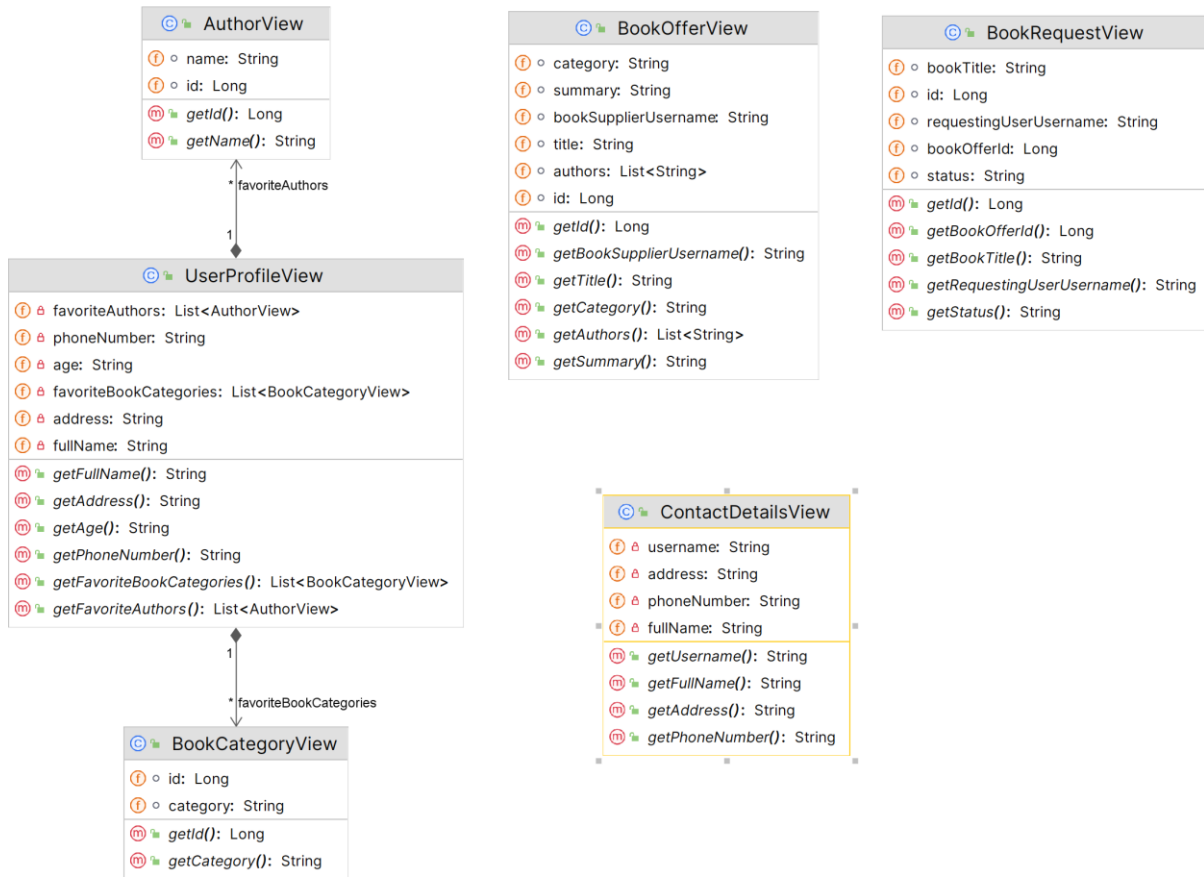 AuthorView
name: String
id: Long
getId(): Long
getName(): String
* favoriteAuthors
1
UserProfileView
favoriteAuthors: List<AuthorView>
phoneNumber: String
age: String
favoriteBookCategories: List<BookCategoryView>
address: String
fullName: String
getFullName(): String
getAddress(): String
getAge(): String
getPhoneNumber(): String
getFavoriteBookCategories(): List<BookCategoryView>
getFavoriteAuthors(): List<AuthorView>
1
* favoriteBookCategories
BookCategoryView
id: Long
category: String
getId(): Long
getCategory(): String
BookOfferView
category: String
summary: String
bookSupplierUsername: String
title: String
authors: List<String>
id: Long
getId(): Long
getBookSupplierUsername(): String
getTitle(): String
getCategory(): String
getAuthors(): List<String>
getSummary(): String
BookRequestView
bookTitle: String
id: Long
requestingUserUsername: String
bookOfferId: Long
status: String
getId(): Long
getBookOfferId(): Long
getBookTitle(): String
getRequestingUserUsername(): String
getStatus(): String
ContactDetailsView
username: String
address: String
phoneNumber: String
fullName: String
getUsername(): String
getFullName(): String
getAddress(): String
getPhoneNumber(): String